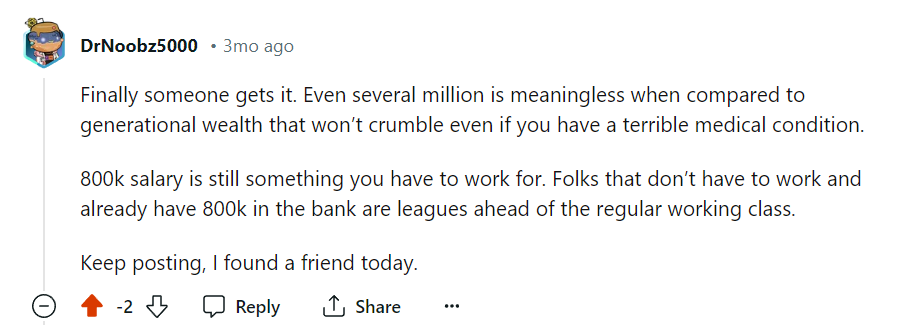 DrNoobz5000 • 3mo ago
Finally someone gets it. Even several million is meaningless when compared to
generational wealth that won’t crumble even if you have a terrible medical condition.
800k salary is still something you have to work for. Folks that don’t have to work and
already have 800k in the bank are leagues ahead of the regular working class.
Keep posting, I found a friend today.
-2 Reply Share ...